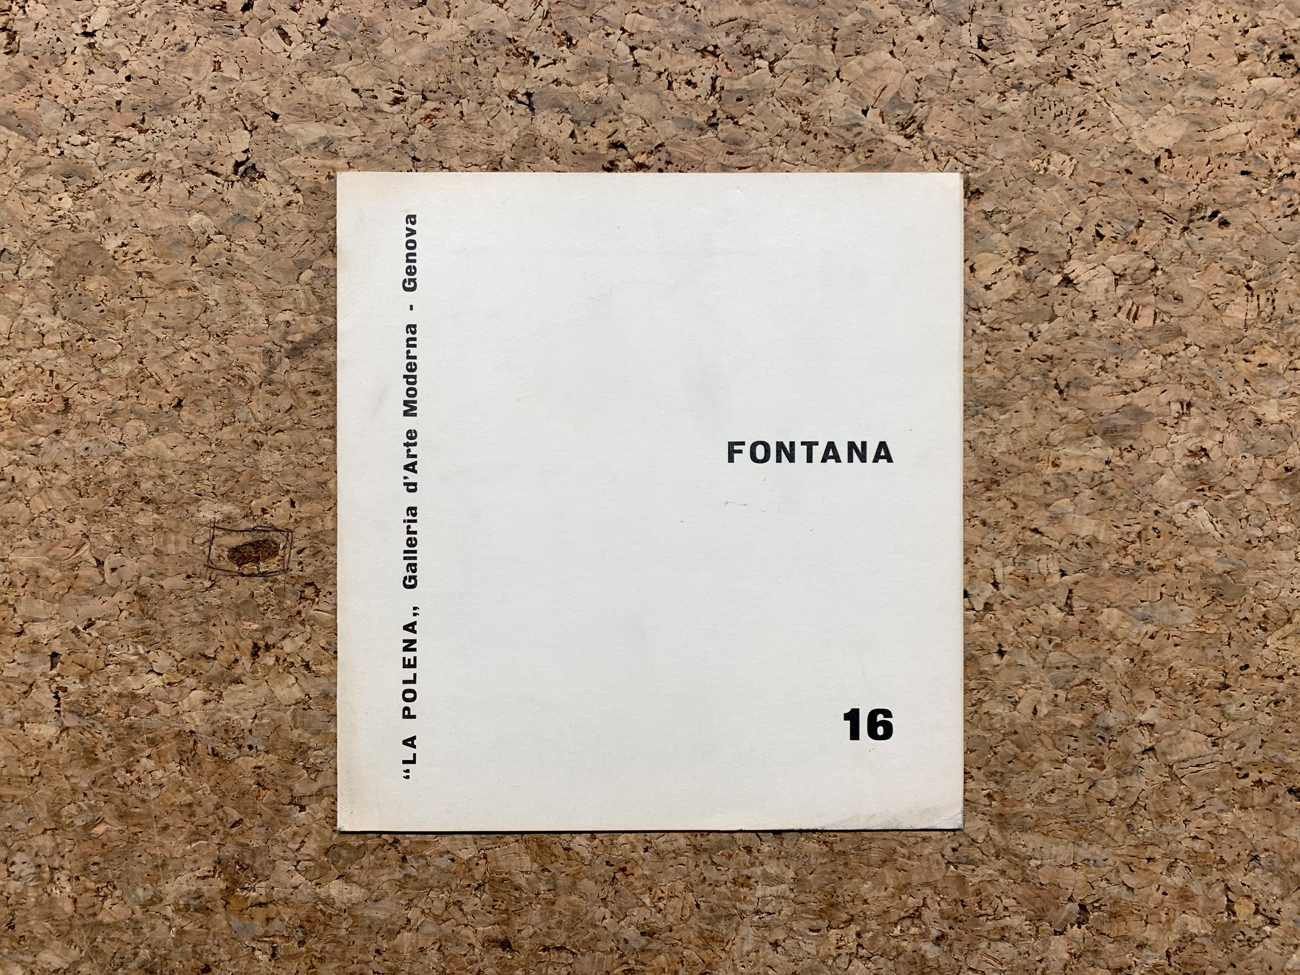 “LA POLENA„ Galleria d'Arte Moderna - Genova
FONTANA
16